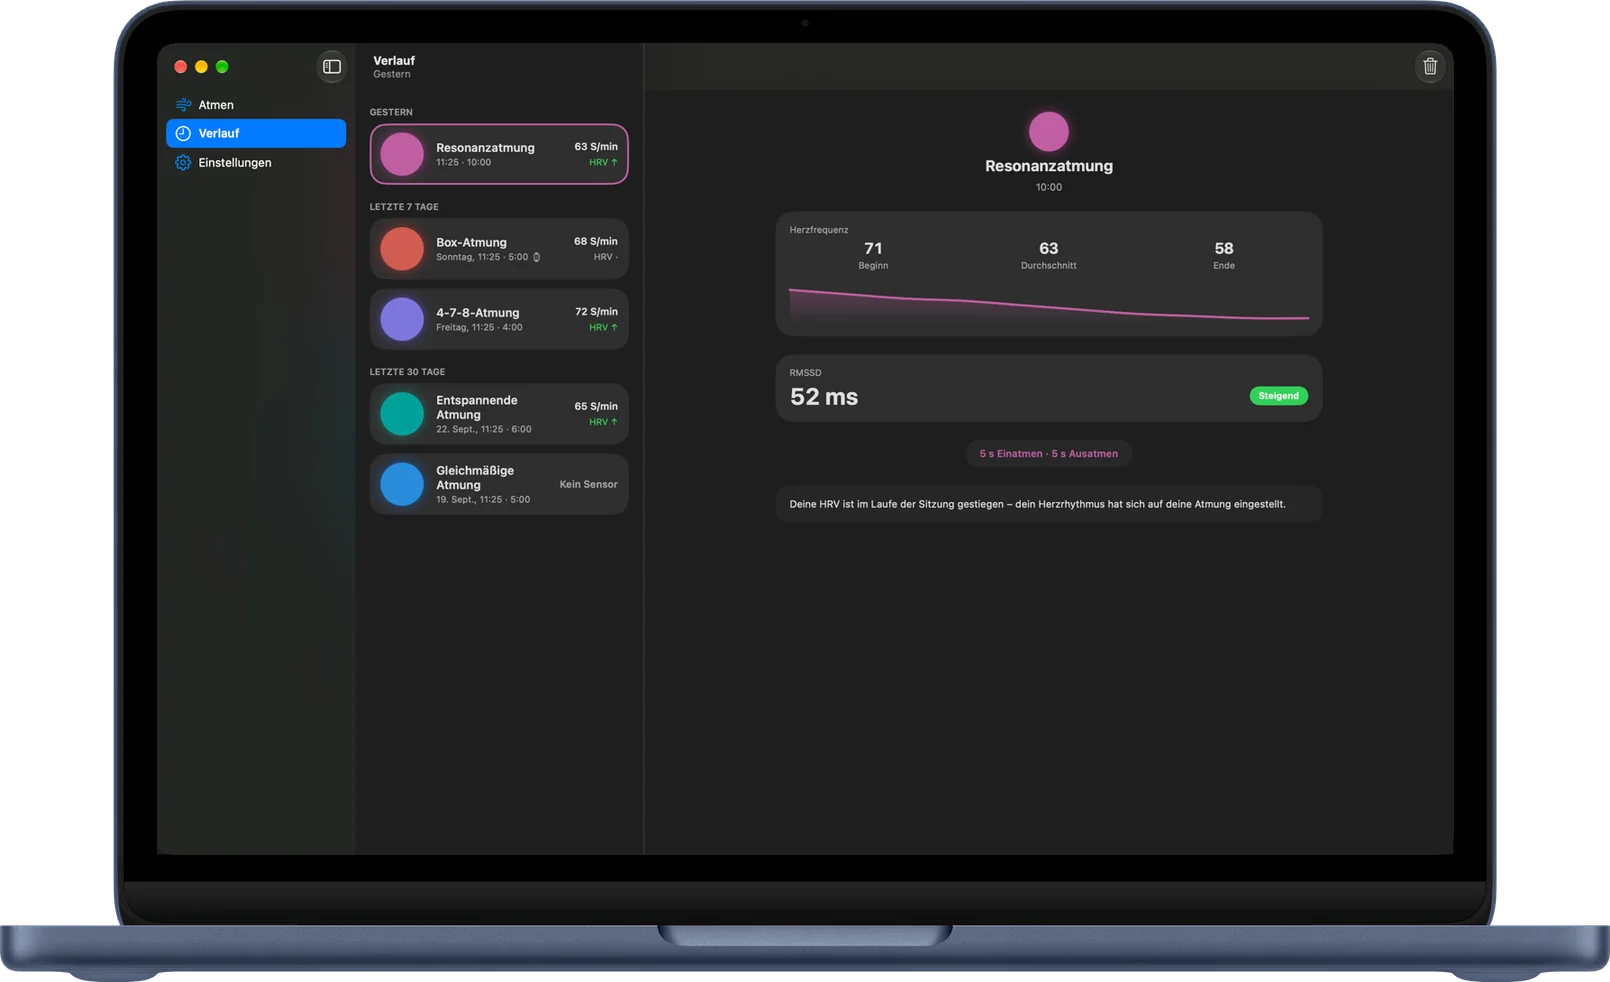 Atmen
Verlauf
Einstellungen
Verlauf
Gestern
GESTERN
Resonanzatmung
63 S/min
11:25 · 10:00
HRV ↑
LETZTE 7 TAGE
Box-Atmung
68 S/min
Sonntag, 11:25 · 5:00
HRV ·
4-7-8-Atmung
72 S/min
Freitag, 11:25 · 4:00
HRV ↑
LETZTE 30 TAGE
Entspannende
Atmung
65 S/min
22. Sept., 11:25 · 6:00
HRV ↑
Gleichmäßige
Atmung
Kein Sensor
19. Sept., 11:25 · 5:00
Resonanzatmung
10:00
Herzfrequenz
71 63 58
Beginn Durchschnitt Ende
RMSSD
52 ms
Steigend
5 s Einatmen · 5 s Ausatmen
Deine HRV ist im Laufe der Sitzung gestiegen – dein Herzrhythmus hat sich auf deine Atmung eingestellt.